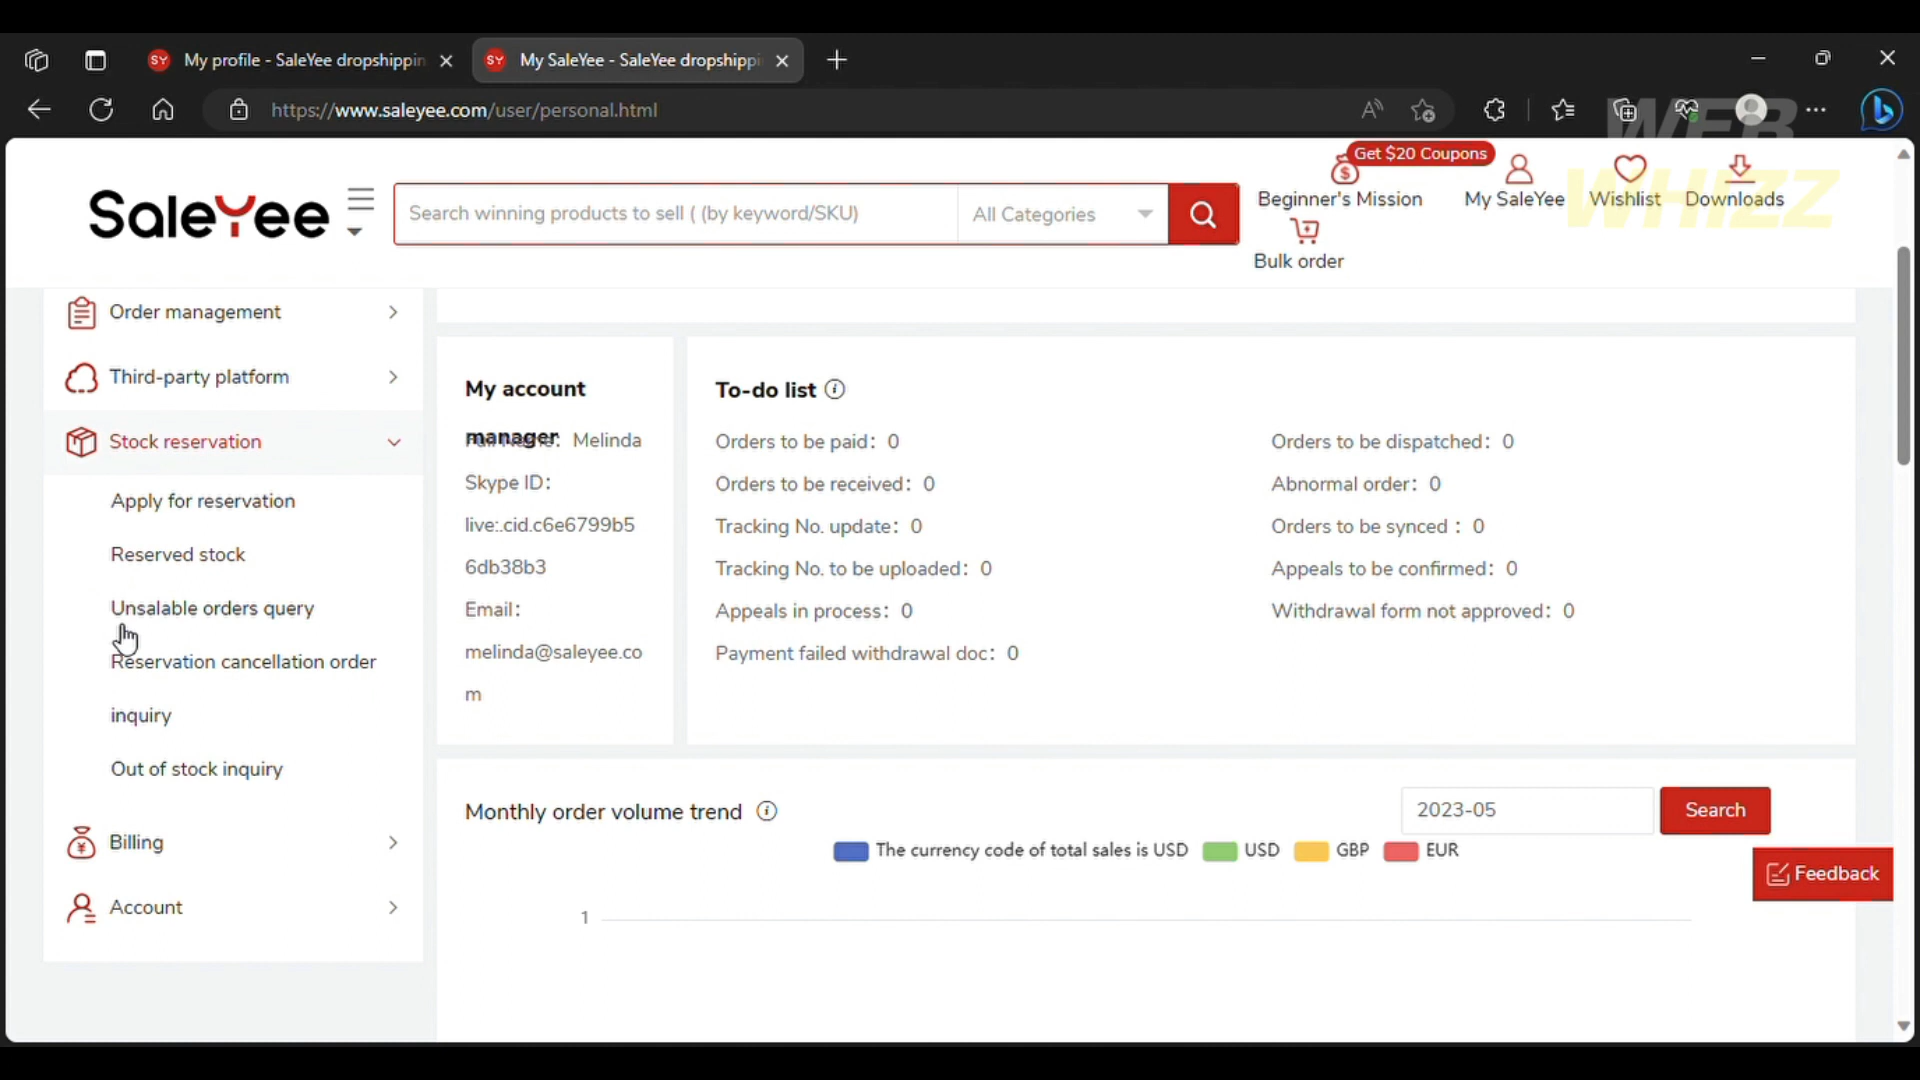 My profile - SaleYee dropshippin
My SaleYee - SaleYee dropshippi
https://www.saleyee.com/user/personal.html
WEB
WHIZZ
SaleYee
Search winning products to sell ( (by keyword/SKU)
All Categories
Get $20 Coupons
Beginner's Mission
My SaleYee
Wishlist
Downloads
Bulk order
Order management
Third-party platform
Stock reservation
Apply for reservation
Reserved stock
Unsalable orders query
Reservation cancellation order
inquiry
Out of stock inquiry
Billing
Account
My account
manager
Full Name: Melinda
Skype ID:
live:.cid.c6e6799b5
6db38b3
Email:
melinda@saleyee.co
m
To-do list
Orders to be paid: 0
Orders to be received: 0
Tracking No. update: 0
Tracking No. to be uploaded: 0
Appeals in process: 0
Payment failed withdrawal doc: 0
Orders to be dispatched: 0
Abnormal order: 0
Orders to be synced : 0
Appeals to be confirmed: 0
Withdrawal form not approved: 0
Monthly order volume trend
2023-05
Search
The currency code of total sales is USD
USD
GBP
EUR
1
Feedback